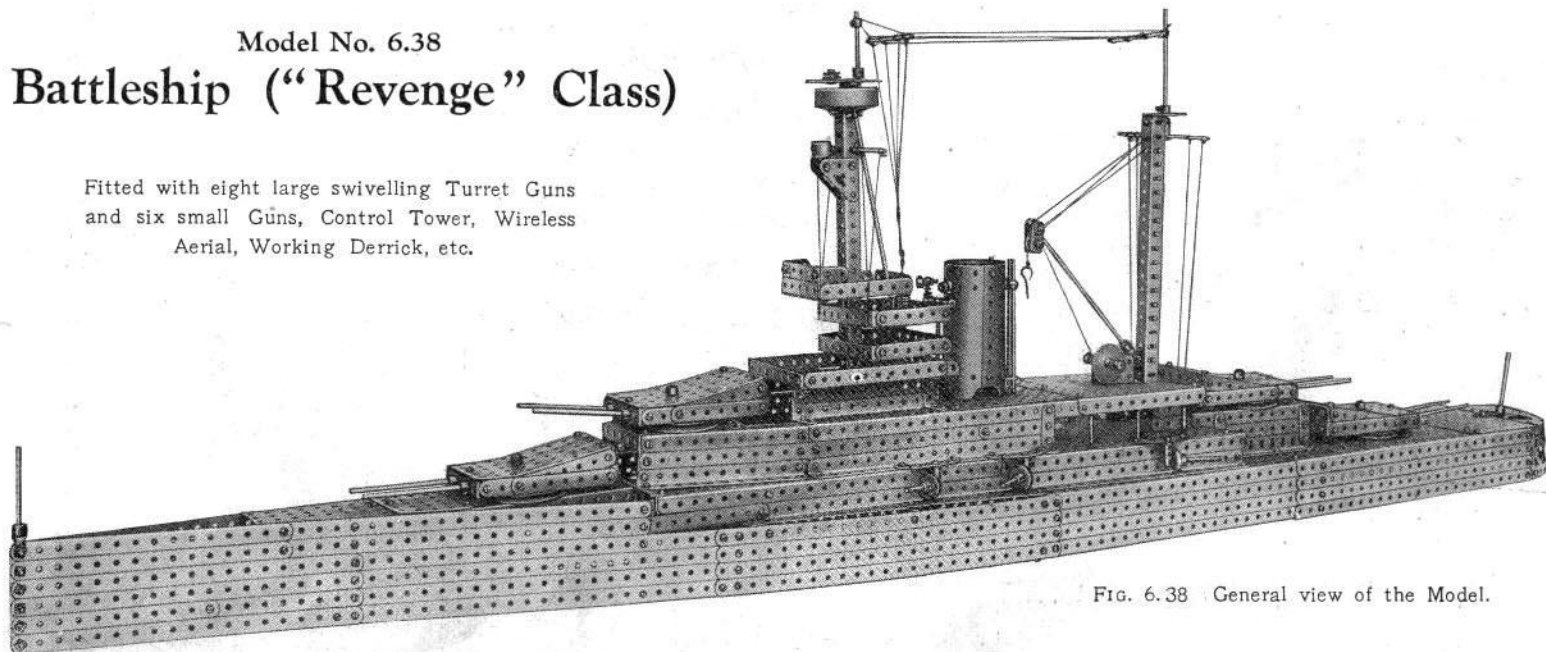 Model No. 6.38
Battleship (“Revenge” Class)
Fitted with eight large swivelling Turret Guns
and six small Guns, Control Tower, Wireless
Aerial, Working Derrick, etc.
FIG. 6.38 General view of the Model.